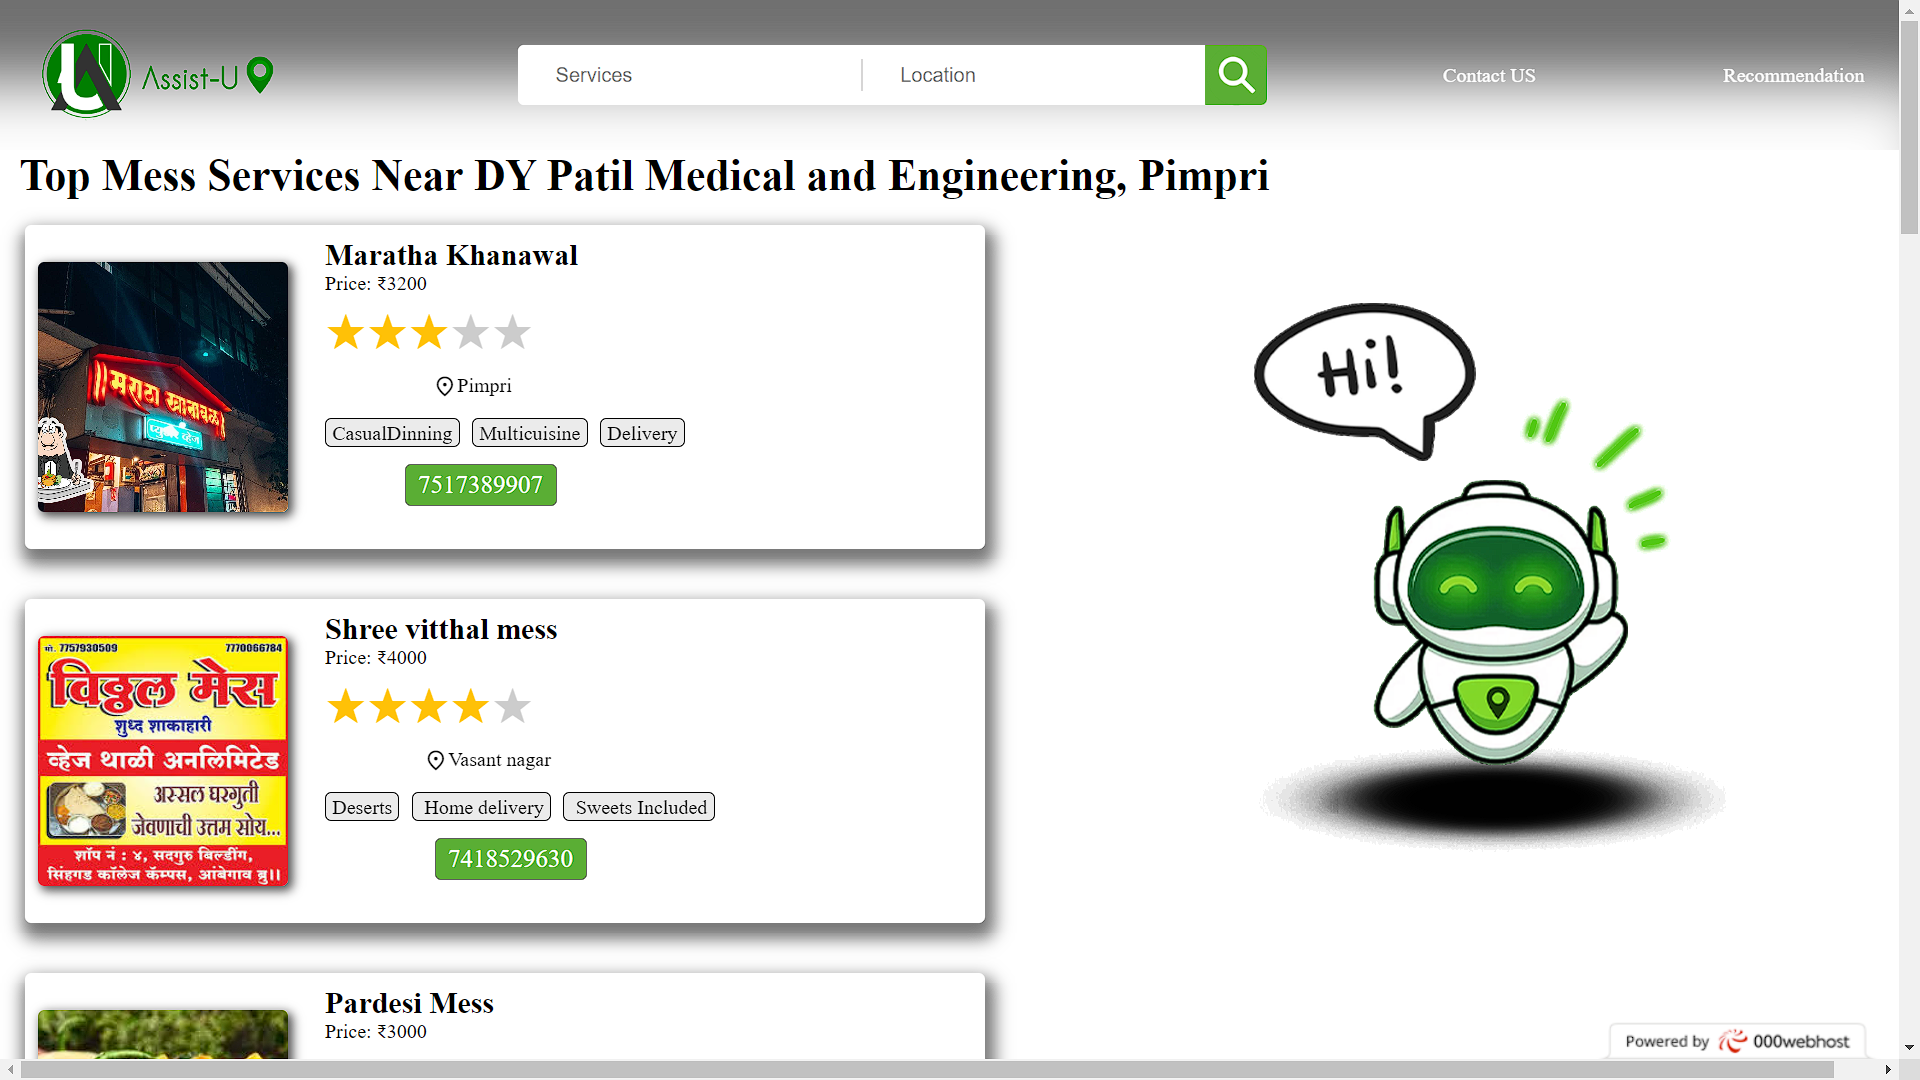 Assist-U
Services
Location
Contact US
Recommendation
Top Mess Services Near DY Patil Medical and Engineering, Pimpri
Maratha Khanawal
Price: ₹3200
Pimpri
CasualDinning Multicuisine Delivery
7517389907
मराठा खानावळ
Hi!
Shree vitthal mess
Price: ₹4000
Vasant nagar
Deserts Home delivery Sweets Included
7418529630
मो. 7757930509 7770066784
विठ्ठल मेस
शुध्द शाकाहारी
व्हेज थाळी अनलिमिटेड
अस्सल घरगुती
जेवणाची उत्तम सोय...
शॉप नं : ४, सदगुरु बिल्डींग,
सिंहगड कॉलेज कॅम्पस, आंबेगाव बु॥
Pardesi Mess
Price: ₹3000
Powered by 000webhost